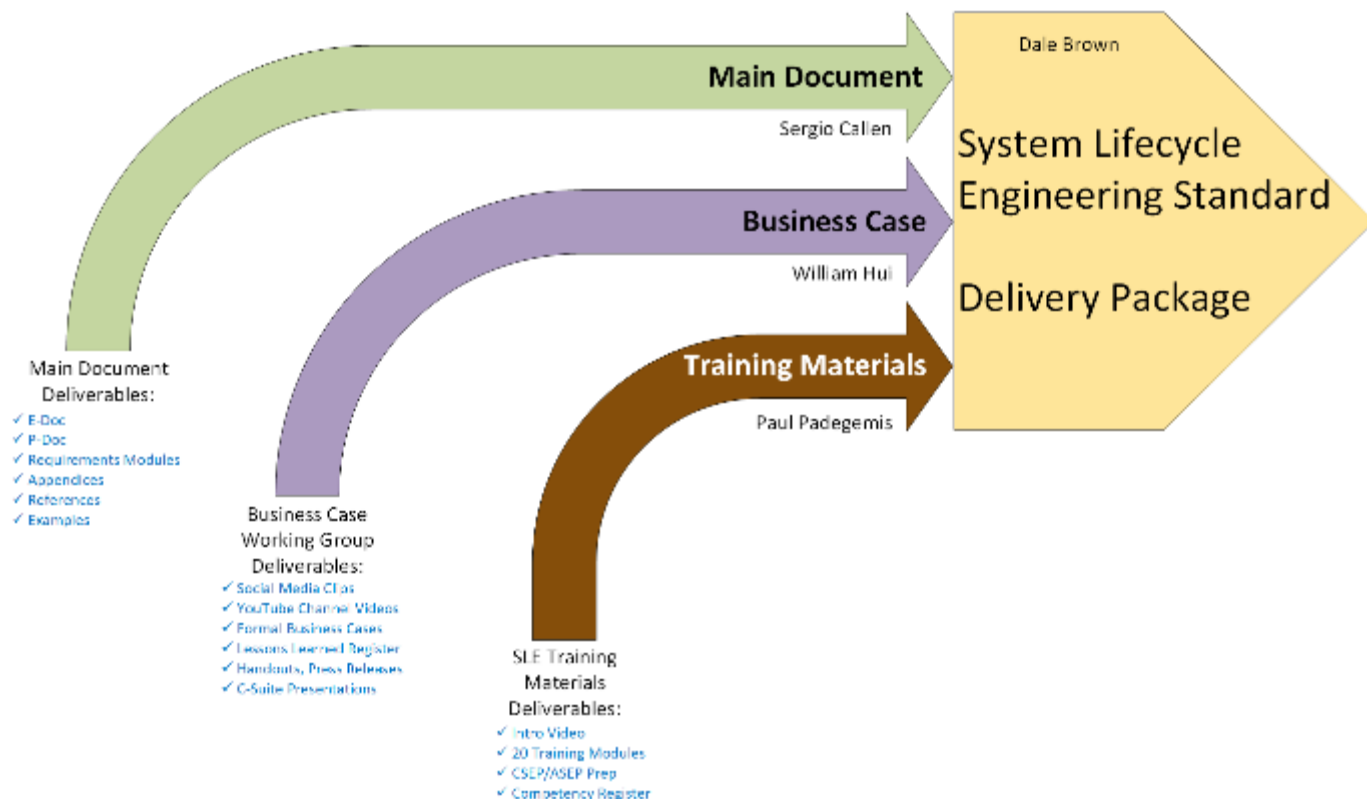 Dale Brown
Main Document
Sergio Callen
System Lifecycle
Engineering Standard
Delivery Package
Business Case
William Hui
Training Materials
Paul Padegemis
Main Document
Deliverables:
✓ E-Doc
✓ P-Doc
✓ Requirements Modules
✓ Appendices
✓ References
✓ Examples
Business Case
Working Group
Deliverables:
✓ Social Media Clips
✓ YouTube Channel Videos
✓ Formal Business Cases
✓ Lessons Learned Register
✓ Handouts, Press Releases
✓ C-Suite Presentations
SLE Training
Materials
Deliverables:
✓ Intro Video
✓ 20 Training Modules
✓ CSEP/ASEP Prep
✓ Competency Register